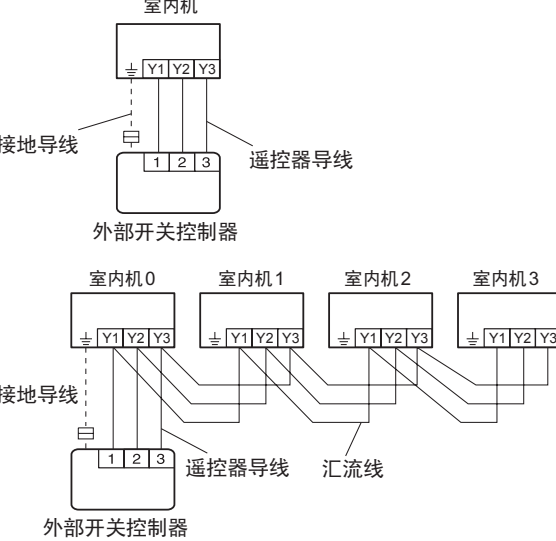 室内机
Y1 Y2 Y3
接地导线
1 2 3
遥控器导线
外部开关控制器
室内机0 室内机1 室内机2 室内机3
Y1 Y2 Y3 Y1 Y2 Y3 Y1 Y2 Y3 Y1 Y2 Y3
接地导线
1 2 3
遥控器导线 汇流线
外部开关控制器